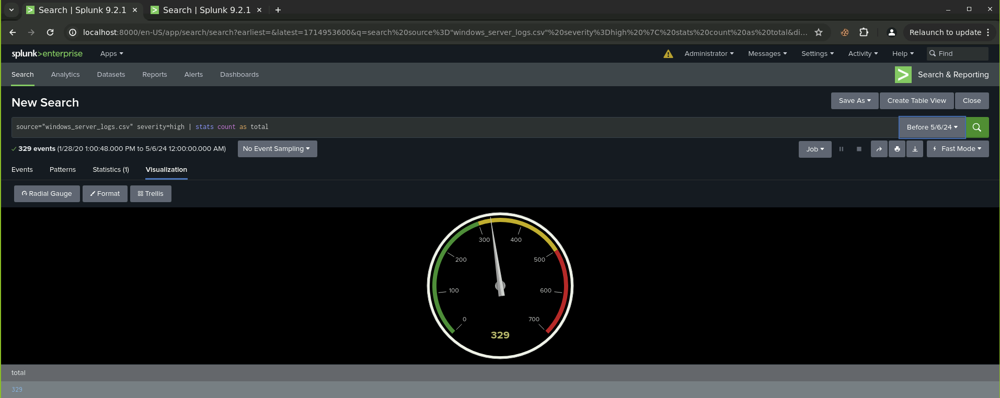 Search | Splunk 9.2.1 Search | Splunk 9.2.1
localhost:8000/en-US/app/search/search?earliest=&latest=1714953600&q=search%20source%3D"windows_server_logs.csv"%20severity%3Dhigh%20%7C%20stats%20count%20as%20total&di... Relaunch to update
splunk>enterprise Apps Administrator Messages Settings Activity Help Find
Search Analytics Datasets Reports Alerts Dashboards Search & Reporting
New Search Save As Create Table View Close
source="windows_server_logs.csv" severity=high | stats count as total Before 5/6/24
329 events (1/28/20 1:00:48.000 PM to 5/6/24 12:00:00.000 AM) No Event Sampling Job Fast Mode
Events Patterns Statistics (1) Visualization
Radial Gauge Format Trellis
300 400
200 500
100 600
0 700
329
total
329